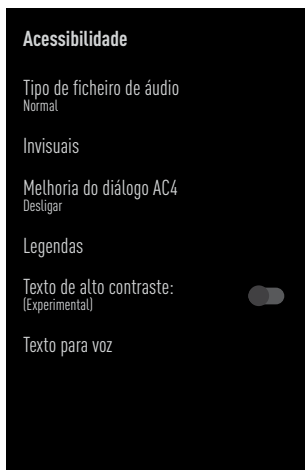 Acessibilidade
Tipo de ficheiro de áudio
Normal
Invisuais
Melhoria do diálogo AC4
Desligar
Legendas
Texto de alto contraste:
(Experimental)
Texto para voz